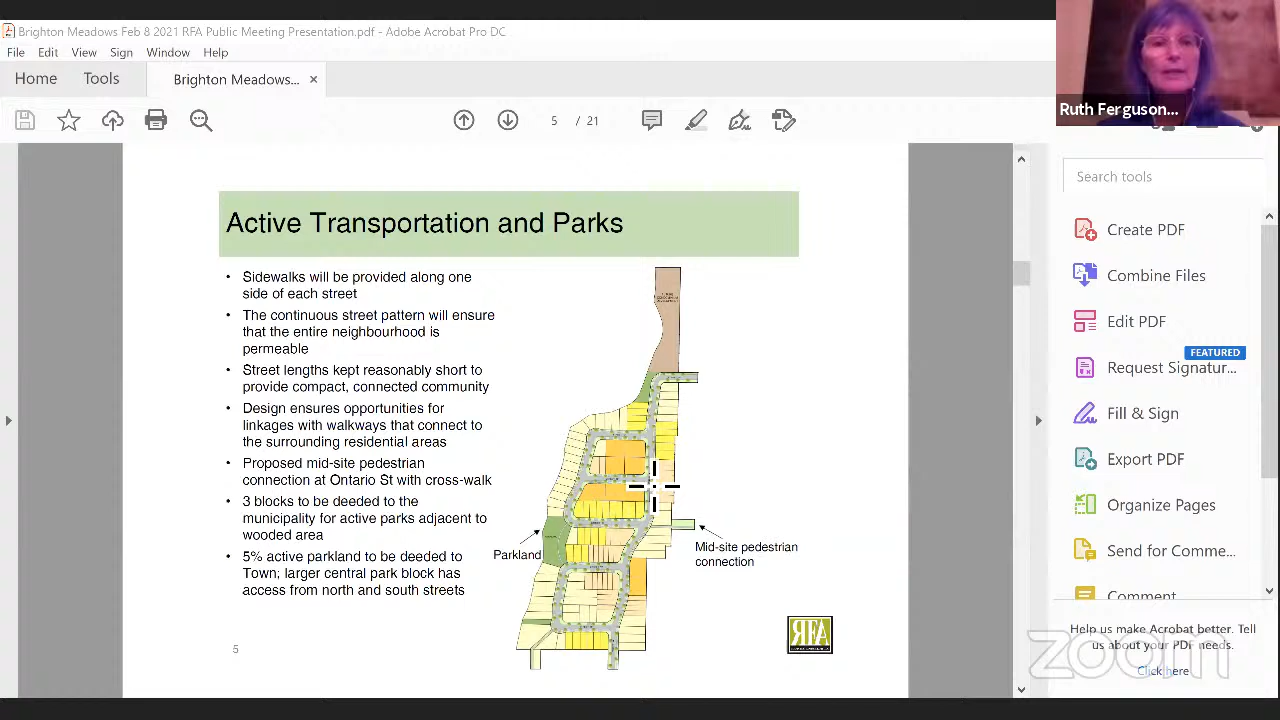 Brighton Meadows Feb 8 2021 RFA Public Meeting Presentation.pdf - Adobe Acrobat Pro DC
File Edit View Sign Window Help
Home Tools Brighton Meadows... ×
5 / 21
Ruth Ferguson...
Search tools
Create PDF
Combine Files
Edit PDF
FEATURED
Request Signatur...
Fill & Sign
Export PDF
Organize Pages
Send for Comme...
Comment
Help us make Acrobat better. Tell
us about your PDF needs.
Click here
zoom
Active Transportation and Parks
• Sidewalks will be provided along one
side of each street
• The continuous street pattern will ensure
that the entire neighbourhood is
permeable
• Street lengths kept reasonably short to
provide compact, connected community
• Design ensures opportunities for
linkages with walkways that connect to
the surrounding residential areas
• Proposed mid-site pedestrian
connection at Ontario St with cross-walk
• 3 blocks to be deeded to the
municipality for active parks adjacent to
wooded area
• 5% active parkland to be deeded to
Town; larger central park block has
access from north and south streets
Parkland
Mid-site pedestrian
connection
RFA
5